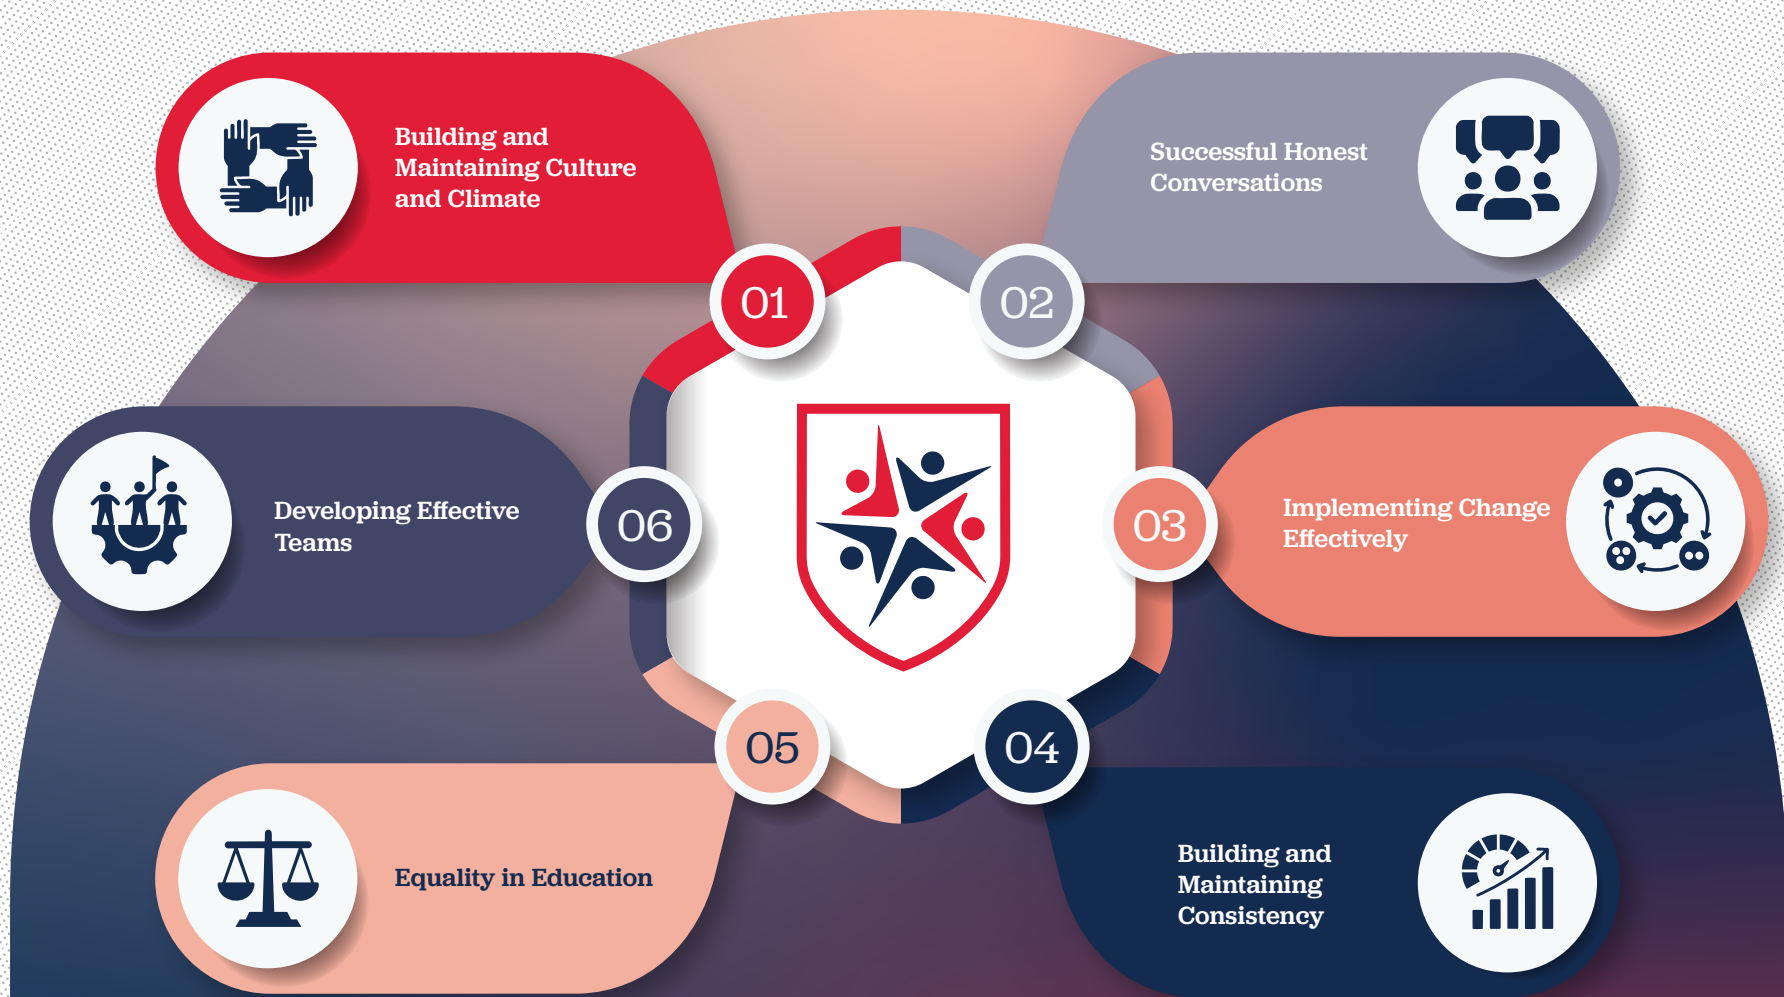 Building and
Maintaining Culture
and Climate
01
Successful Honest
Conversations
02
Implementing Change
Effectively
03
Building and
Maintaining
Consistency
04
Equality in Education
05
Developing Effective
Teams
06